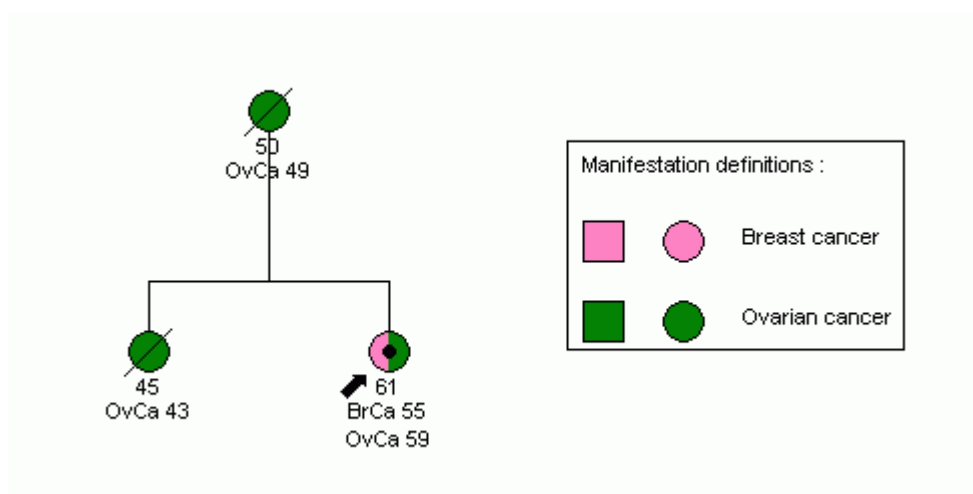 50
OvCa 49
Manifestation definitions :
Breast cancer
Ovarian cancer
45
OvCa 43
61
BrCa 55
OvCa 59